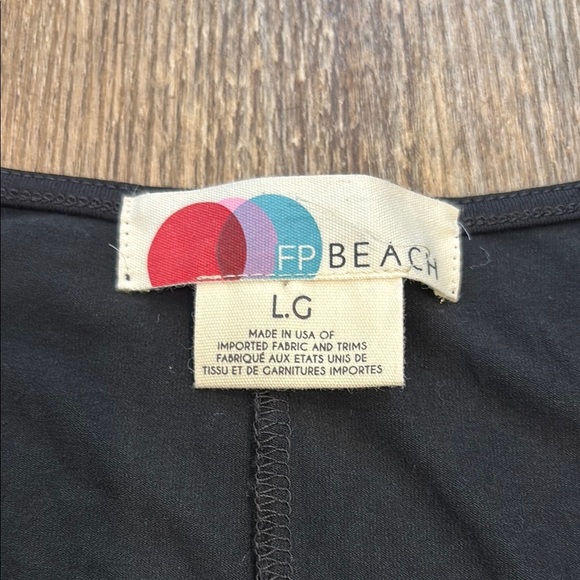 FP BEACH
L.G
MADE IN USA OF
IMPORTED FABRIC AND TRIMS
FABRIQUÉ AUX ETATS UNIS DE
TISSU ET DE GARNITURES IMPORTES